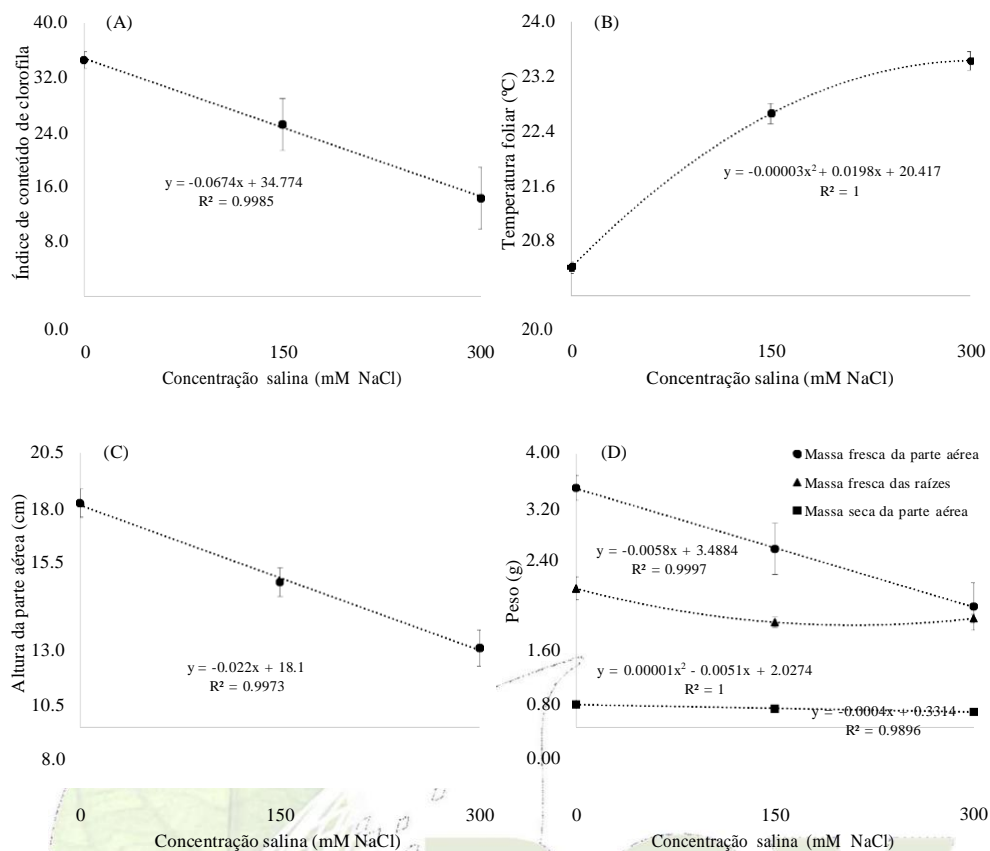 (A)
40.0
32.0
24.0
16.0
8.0
0.0
Índice de conteúdo de clorofila
y = -0.0674x + 34.774
R² = 0.9985
0
150
300
Concentração salina (mM NaCl)
(B)
24.0
23.2
22.4
21.6
20.8
20.0
Temperatura foliar (ºC)
y = -0.00003x² + 0.0198x + 20.417
R² = 1
0
150
300
Concentração salina (mM NaCl)
(C)
20.5
18.0
15.5
13.0
10.5
8.0
Altura da parte aérea (cm)
y = -0.022x + 18.1
R² = 0.9973
0
150
300
Concentração salina (mM NaCl)
(D)
4.00
3.20
2.40
1.60
0.80
0.00
Peso (g)
Massa fresca da parte aérea
Massa fresca das raízes
Massa seca da parte aérea
y = -0.0058x + 3.4884
R² = 0.9997
y = 0.00001x² - 0.0051x + 2.0274
R² = 1
y = -0.0004x + 0.3314
R² = 0.9896
0
150
300
Concentração salina (mM NaCl)